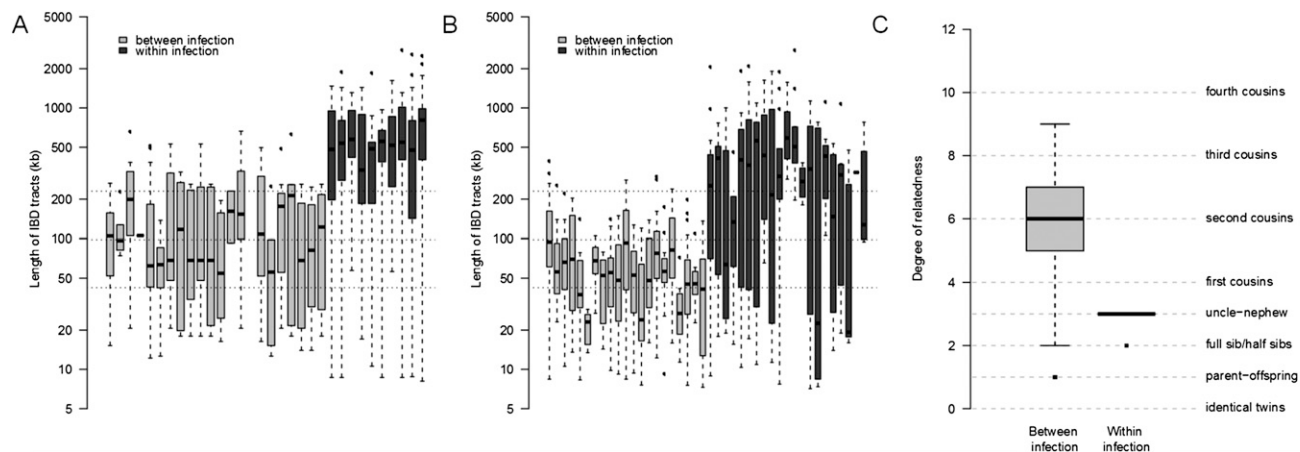 A
Length of IBD tracts (kb)
5000
2000
1000
500
200
100
50
20
10
5
between infection
within infection
B
Length of IBD tracts (kb)
5000
2000
1000
500
200
100
50
20
10
5
between infection
within infection
C
Degree of relatedness
12
10
8
6
4
2
0
fourth cousins
third cousins
second cousins
first cousins
uncle−nephew
full sib/half sibs
parent−offspring
identical twins
Between
infection
Within
infection